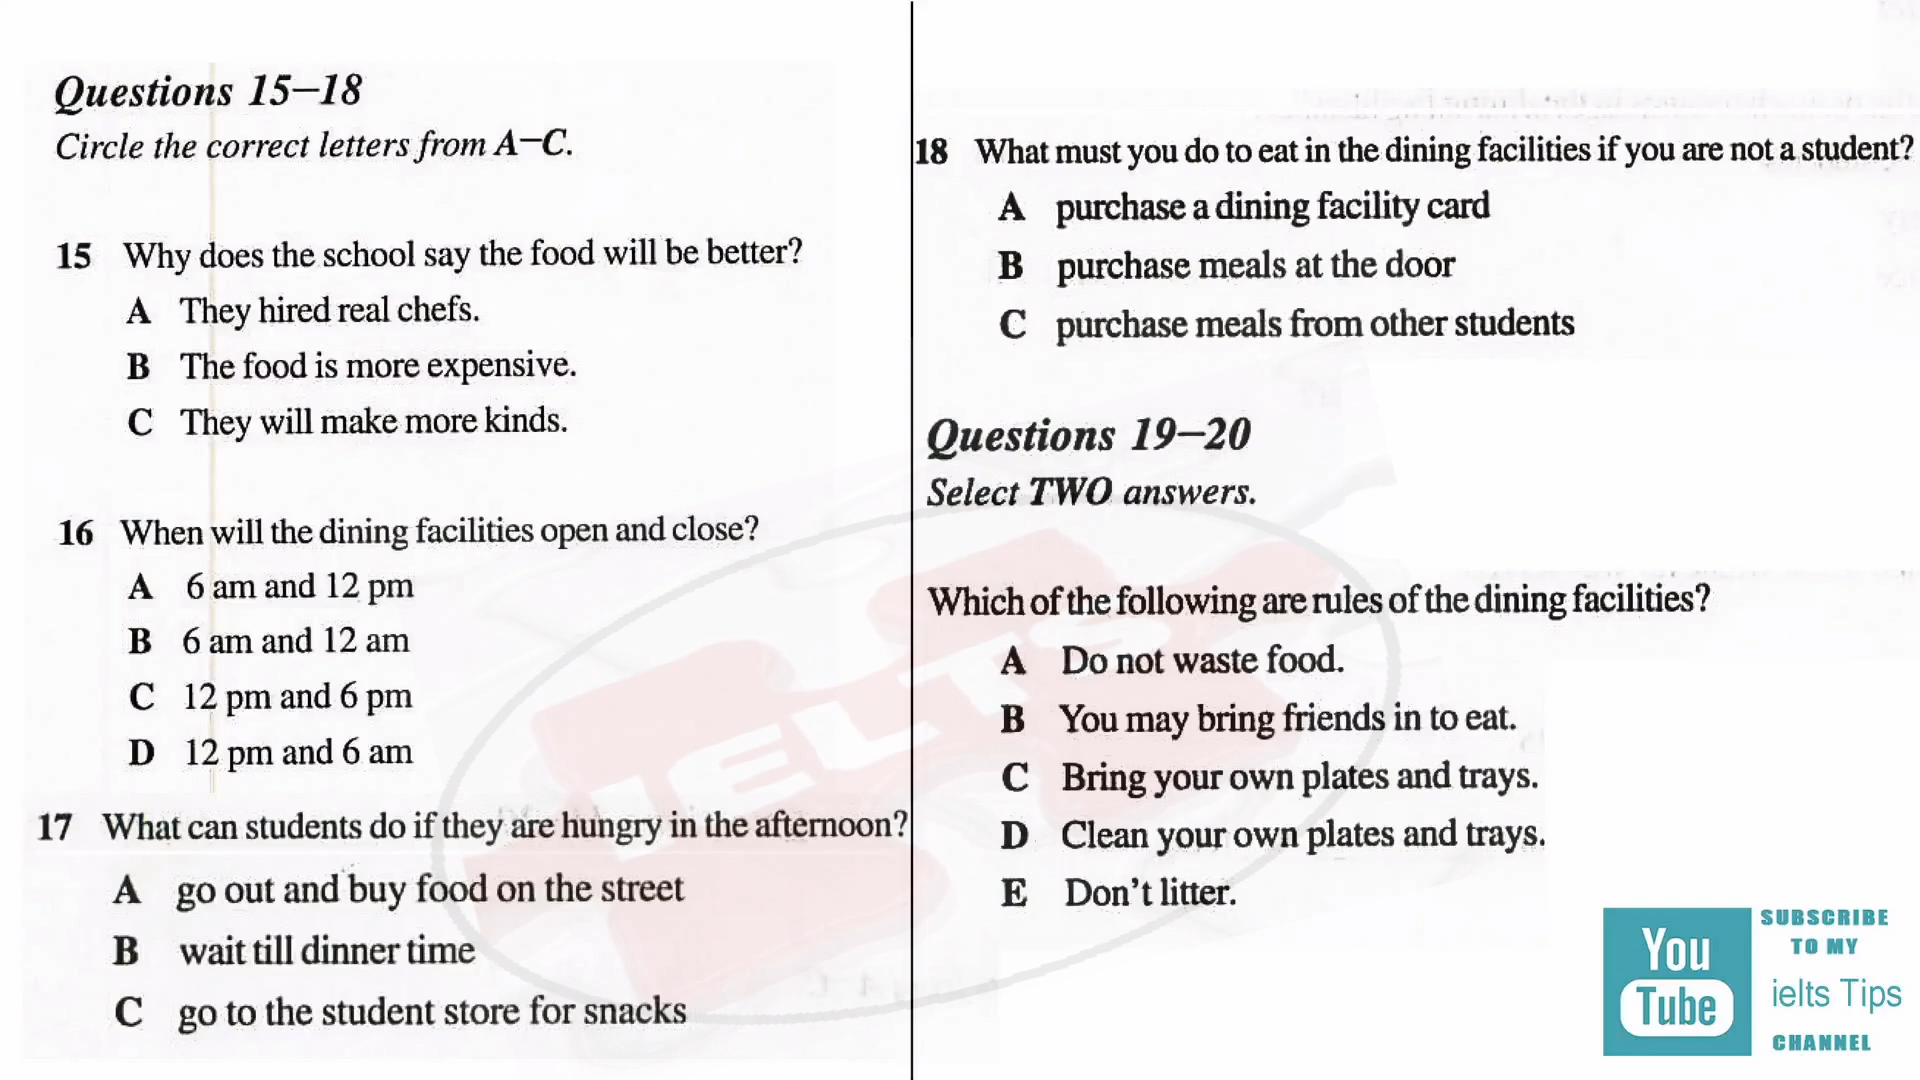 Questions 15–18
Circle the correct letters from A–C.
15 Why does the school say the food will be better?
A They hired real chefs.
B The food is more expensive.
C They will make more kinds.
16 When will the dining facilities open and close?
A 6 am and 12 pm
B 6 am and 12 am
C 12 pm and 6 pm
D 12 pm and 6 am
17 What can students do if they are hungry in the afternoon?
A go out and buy food on the street
B wait till dinner time
C go to the student store for snacks
18 What must you do to eat in the dining facilities if you are not a student?
A purchase a dining facility card
B purchase meals at the door
C purchase meals from other students
Questions 19–20
Select TWO answers.
Which of the following are rules of the dining facilities?
A Do not waste food.
B You may bring friends in to eat.
C Bring your own plates and trays.
D Clean your own plates and trays.
E Don't litter.
IELTS
You
Tube
SUBSCRIBE
TO MY
ielts Tips
CHANNEL